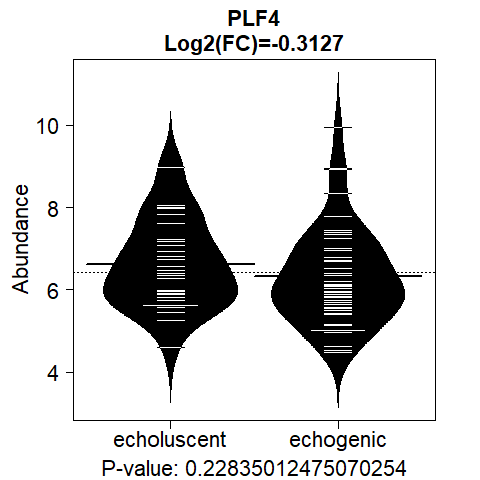 PLF4
Log2(FC)=-0.3127
Abundance
10
8
6
4
echoluscent echogenic
P-value: 0.22835012475070254